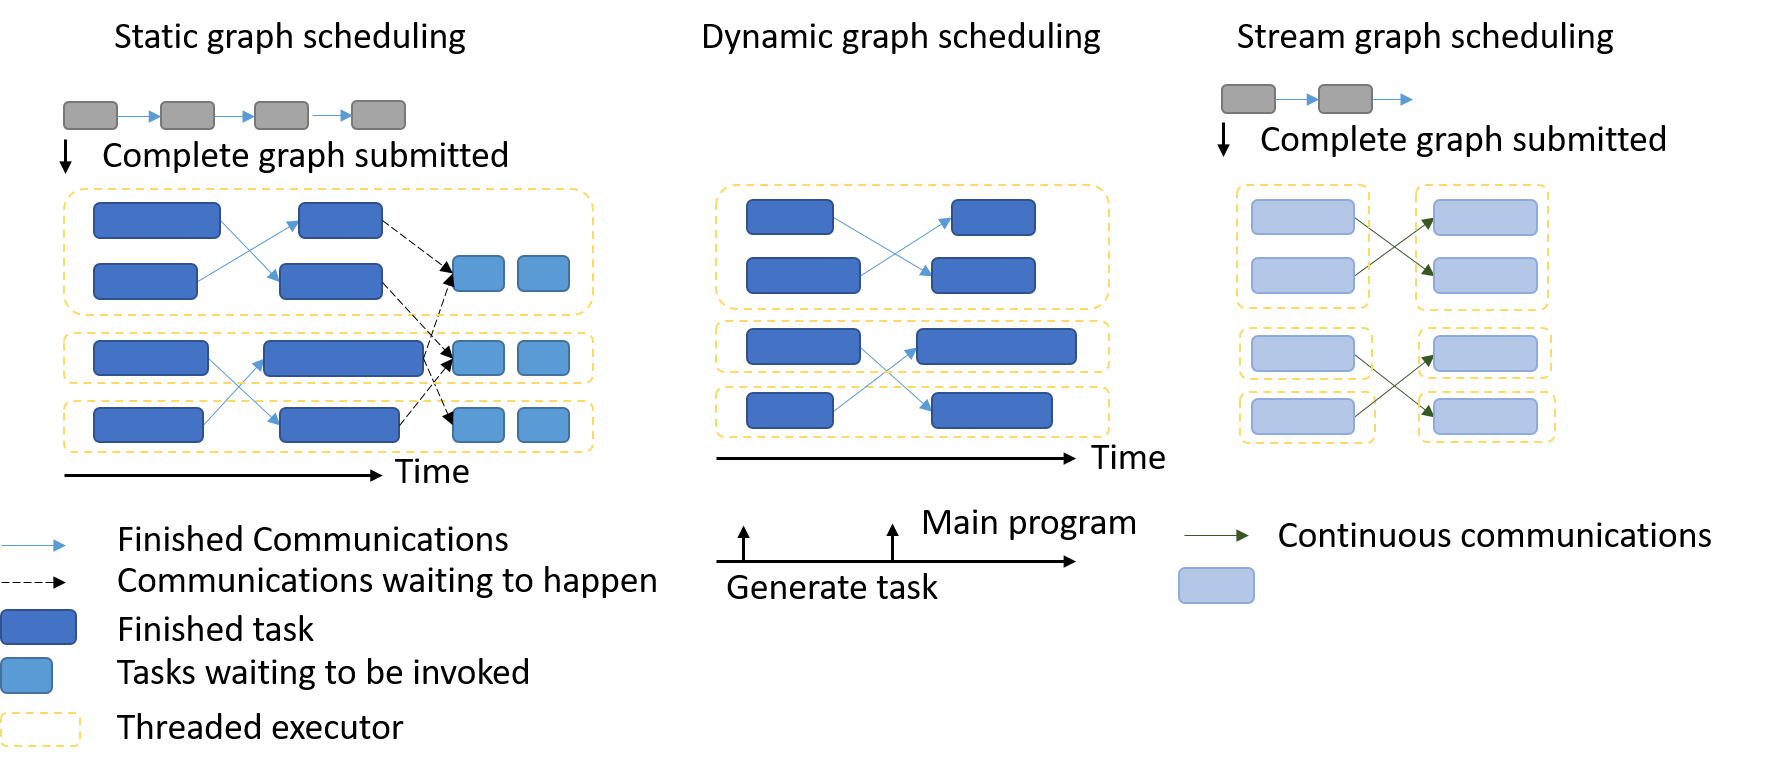 Static graph scheduling
Dynamic graph scheduling
Stream graph scheduling
Complete graph submitted
Complete graph submitted
Time
Time
Main program
Generate task
Finished Communications
Communications waiting to happen
Finished task
Tasks waiting to be invoked
Threaded executor
Continuous communications